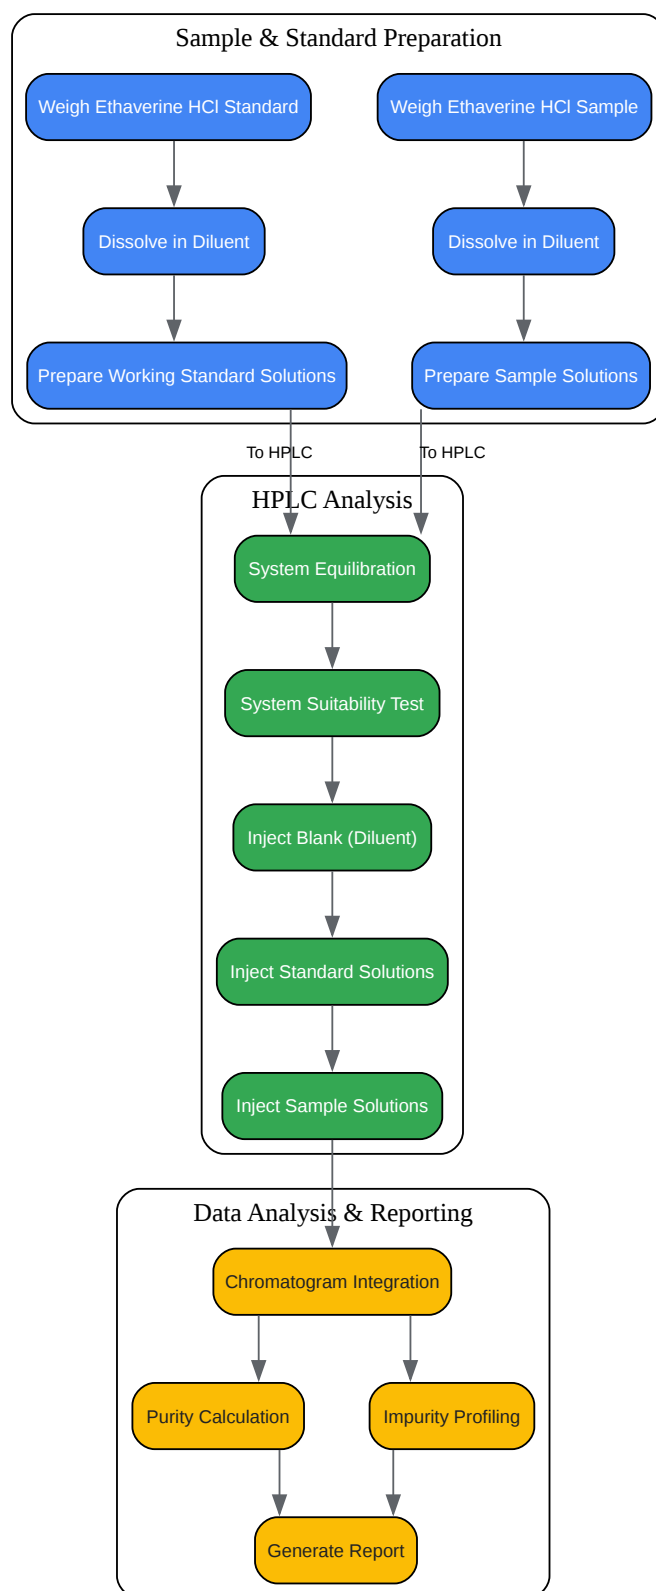 Sample & Standard Preparation
Weigh Ethaverine HCl Standard
Weigh Ethaverine HCl Sample
Dissolve in Diluent
Dissolve in Diluent
Prepare Working Standard Solutions
Prepare Sample Solutions
To HPLC
To HPLC
HPLC Analysis
System Equilibration
System Suitability Test
Inject Blank (Diluent)
Inject Standard Solutions
Inject Sample Solutions
Data Analysis & Reporting
Chromatogram Integration
Purity Calculation
Impurity Profiling
Generate Report